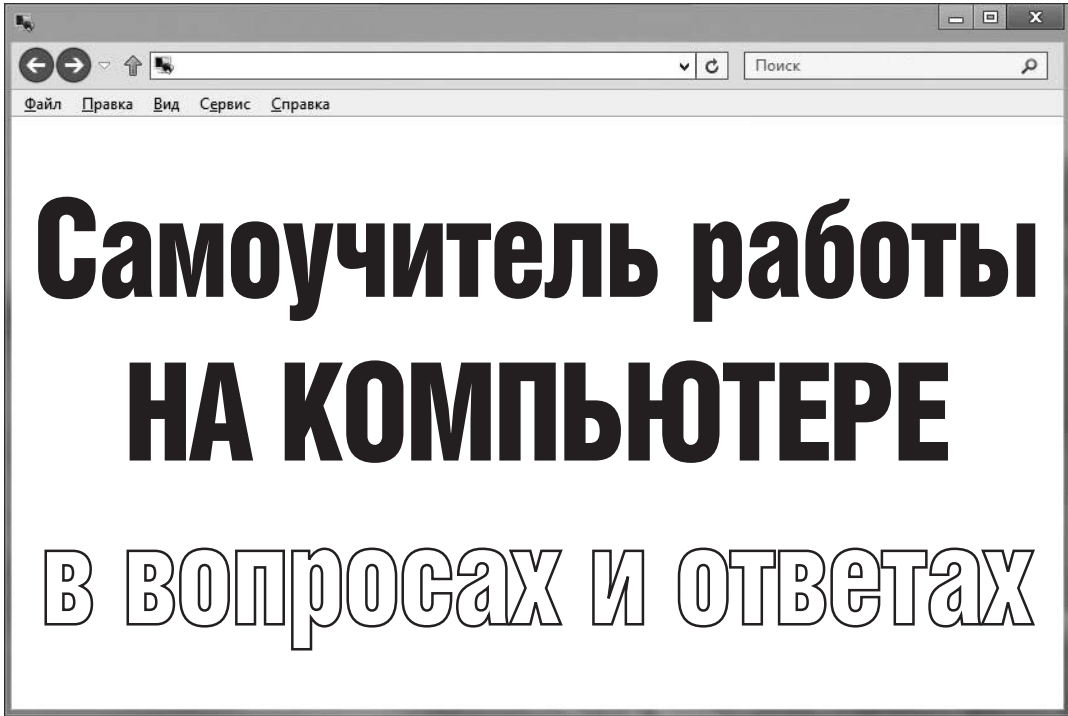 Поиск
Файл Правка Вид Сервис Справка
Самоучитель работы
НА КОМПЬЮТЕРЕ
в вопросах и ответах